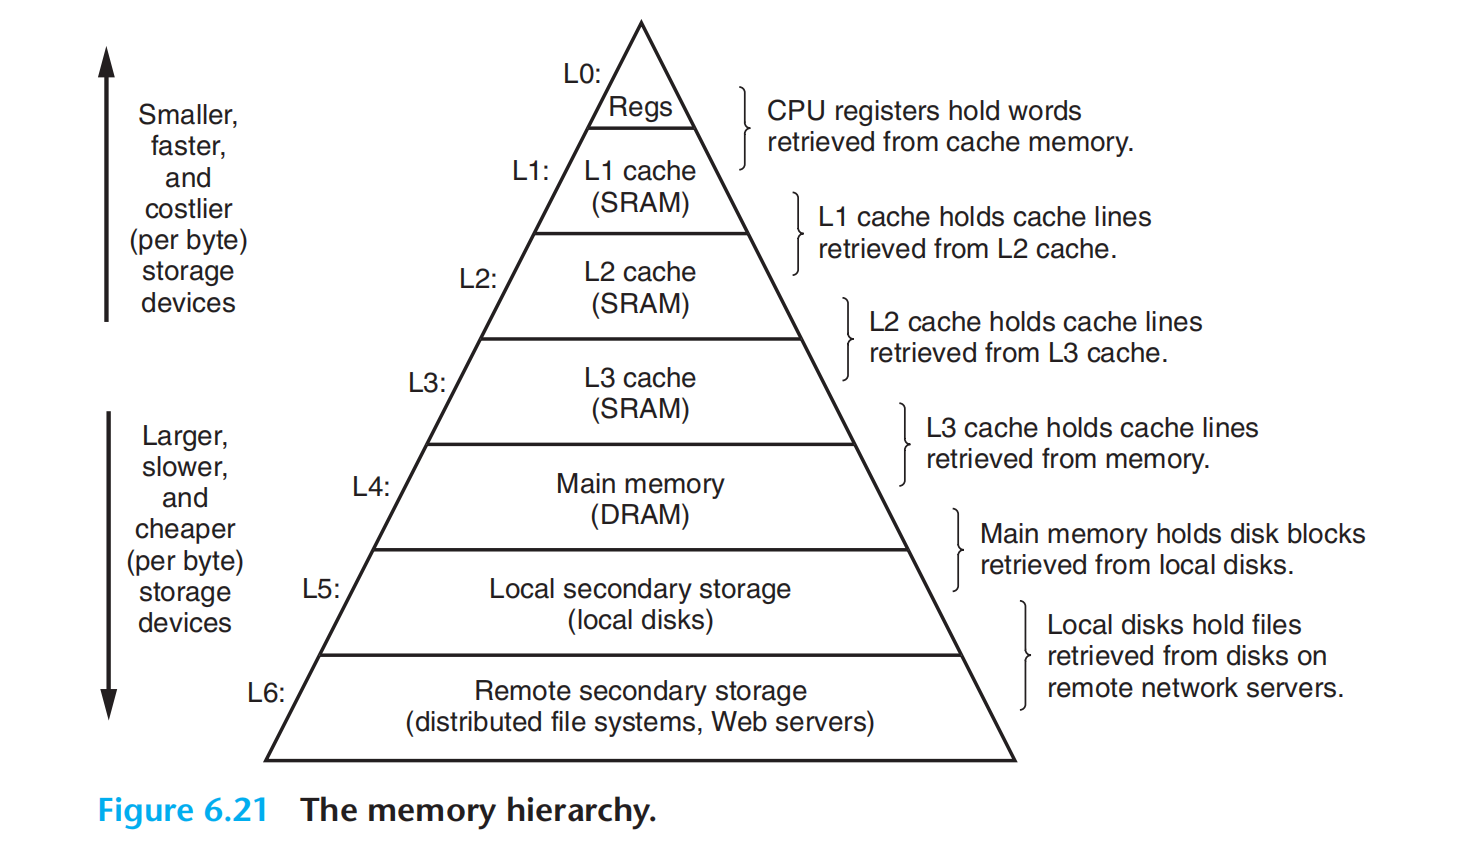 Smaller,
faster,
and
costlier
(per byte)
storage
devices
Larger,
slower,
and
cheaper
(per byte)
storage
devices
L0:
Regs
L1:
L1 cache
(SRAM)
L2:
L2 cache
(SRAM)
L3:
L3 cache
(SRAM)
L4:
Main memory
(DRAM)
L5:
Local secondary storage
(local disks)
L6:
Remote secondary storage
(distributed file systems, Web servers)
CPU registers hold words
retrieved from cache memory.
L1 cache holds cache lines
retrieved from L2 cache.
L2 cache holds cache lines
retrieved from L3 cache.
L3 cache holds cache lines
retrieved from memory.
Main memory holds disk blocks
retrieved from local disks.
Local disks hold files
retrieved from disks on
remote network servers.
Figure 6.21 The memory hierarchy.